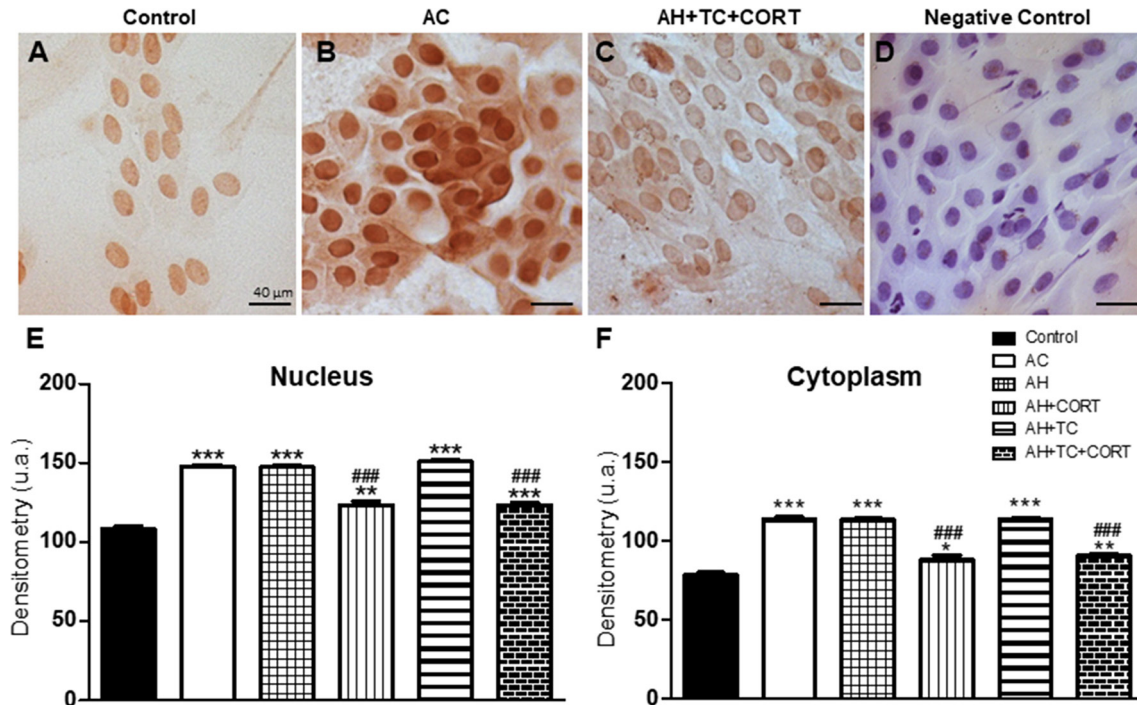 Control AC AH+TC+CORT Negative Control
A B C D
40 µm
E F
Nucleus
Densitometry (u.a.)
200
150
100
50
0
***
***
###
**
***
###
***
Cytoplasm
Control
AC
AH
AH+CORT
AH+TC
AH+TC+CORT
Densitometry (u.a.)
200
150
100
50
0
***
***
###
*
***
###
**